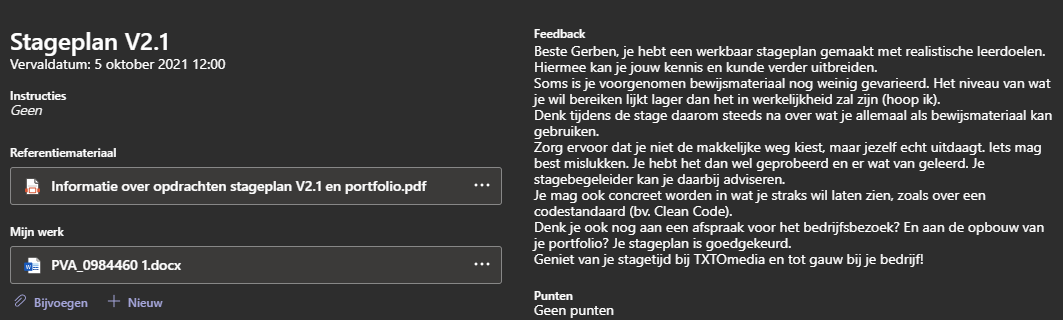 Stageplan V2.1
Vervaldatum: 5 oktober 2021 12:00
Instructies
Geen
Referentiemateriaal
Informatie over opdrachten stageplan V2.1 en portfolio.pdf
Mijn werk
PVA_0984460 1.docx
Bijvoegen
Nieuw
Feedback
Beste Gerben, je hebt een werkbaar stageplan gemaakt met realistische leerdoelen.
Hiermee kan je jouw kennis en kunde verder uitbreiden.
Soms is je voorgenomen bewijsmateriaal nog weinig gevarieerd. Het niveau van wat
je wil bereiken lijkt lager dan het in werkelijkheid zal zijn (hoop ik).
Denk tijdens de stage daarom steeds na over wat je allemaal als bewijsmateriaal kan
gebruiken.
Zorg ervoor dat je niet de makkelijke weg kiest, maar jezelf echt uitdaagt. Iets mag
best mislukken. Je hebt het dan wel geprobeerd en er wat van geleerd. Je
stagebegeleider kan je daarbij adviseren.
Je mag ook concreet worden in wat je straks wil laten zien, zoals over een
codestandaard (bv. Clean Code).
Denk je ook nog aan een afspraak voor het bedrijfsbezoek? En aan de opbouw van
je portfolio? Je stageplan is goedgekeurd.
Geniet van je stagetijd bij TXTOmedia en tot gauw bij je bedrijf!
Punten
Geen punten